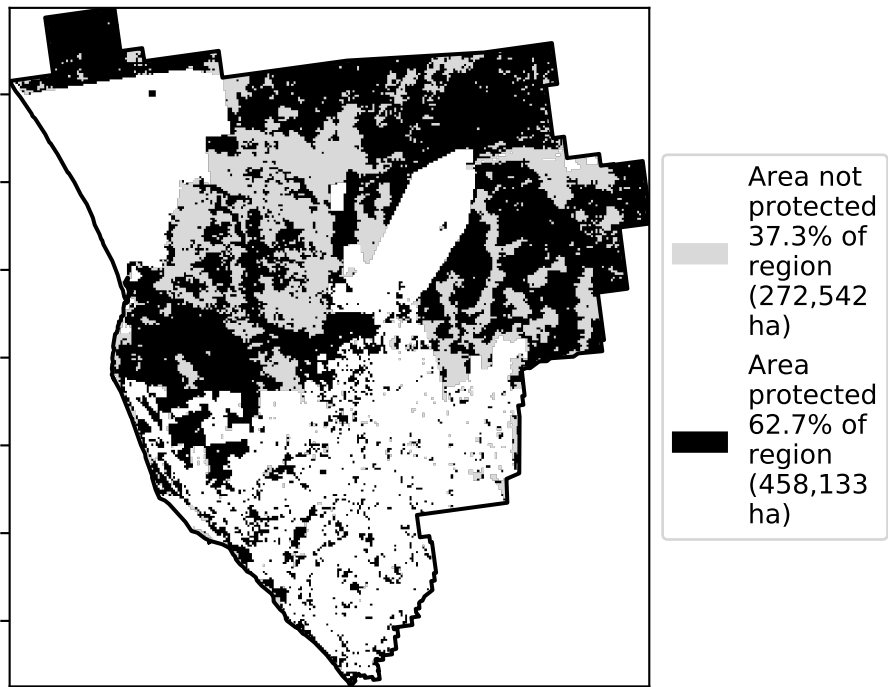 Area not
protected
37.3% of
region
(272,542
ha)
Area
protected
62.7% of
region
(458,133
ha)